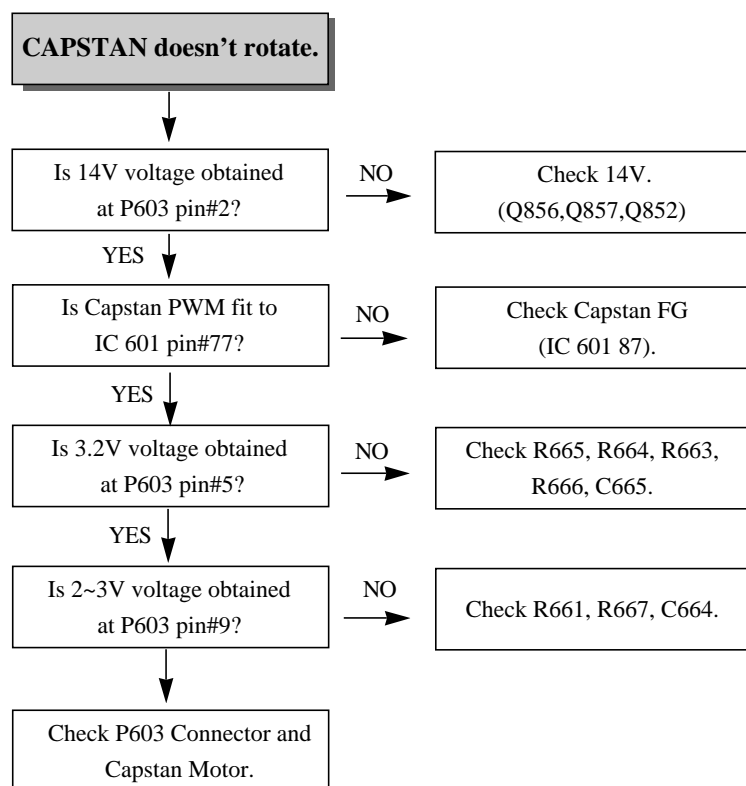 CAPSTAN doesn't rotate.
Is 14V voltage obtained
at P603 pin#2?
NO
Check 14V.
(Q856,Q857,Q852)
YES
Is Capstan PWM fit to
IC 601 pin#77?
NO
Check Capstan FG
(IC 601 87).
YES
Is 3.2V voltage obtained
at P603 pin#5?
NO
Check R665, R664, R663,
R666, C665.
YES
Is 2~3V voltage obtained
at P603 pin#9?
NO
Check R661, R667, C664.
Check P603 Connector and
Capstan Motor.